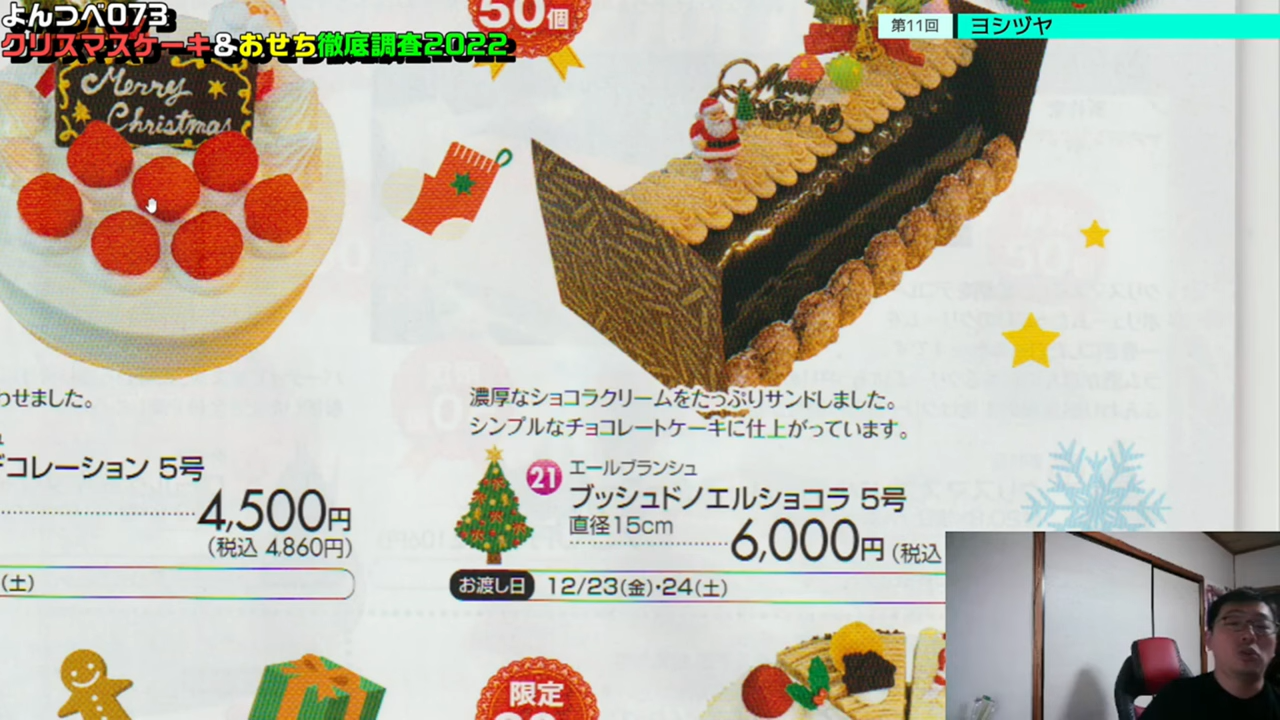 よんつべ073
クリスマスケーキ&おせち徹底調査2022
第11回 ヨシヅヤ
50個
Merry
Christmas
わせました。
濃厚なショコラクリームをたっぷりサンドしました。
シンプルなチョコレートケーキに仕上がっています。
デコレーション 5号
4,500円
(税込 4,860円)
(土)
21 エールブランシュ
ブッシュドノエルショコラ 5号
直径15cm
6,000円 (税込
お渡し日 12/23(金)・24(土)
限定